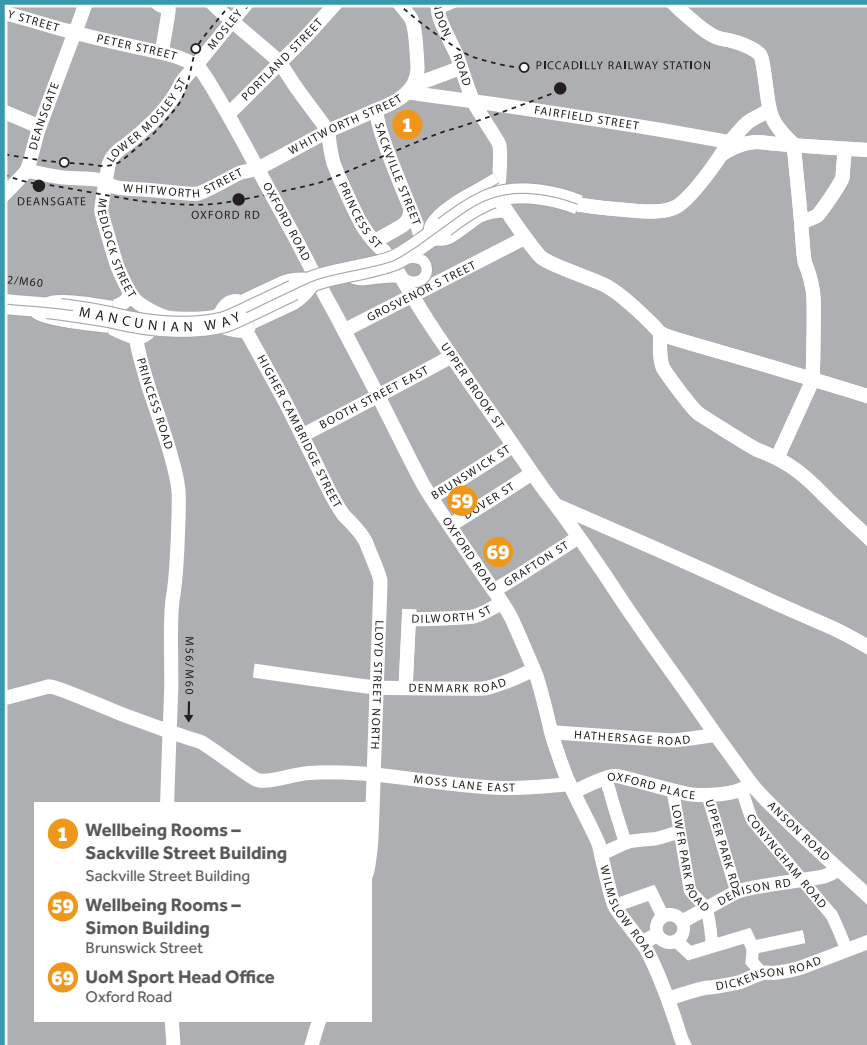 Y STREET
PETER STREET
MOSLEY S
PORTLAND STREET
NDON ROAD
PICCADILLY RAILWAY STATION
DEANSGATE
LOWER MOSLEY ST
WHITWORTH STREET
1
FAIRFIELD STREET
SACKVILLE STREET
WHITWORTH STREET
DEANSGATE
OXFORD RD
OXFORD ROAD
PRINCESS ST
MEDLOCK STREET
2/M60
MANCUNIAN WAY
GROSVENOR STREET
PRINCESS ROAD
HIGHER CAMBRIDGE STREET
BOOTH STREET EAST
UPPER BROOK ST
BRUNSWICK ST
59
DOVER ST
OXFORD ROAD
69
GRAFTON ST
DILWORTH ST
M56/M60
LLOYD STREET NORTH
DENMARK ROAD
HATHERSAGE ROAD
MOSS LANE EAST
OXFORD PLACE
LOWER PARK ROAD
UPPER PARK RD
CONYNGHAM ROAD
ANSON ROAD
DENISON RD
WILMSLOW ROAD
DICKENSON ROAD
1 Wellbeing Rooms –
Sackville Street Building
Sackville Street Building
59 Wellbeing Rooms –
Simon Building
Brunswick Street
69 UoM Sport Head Office
Oxford Road